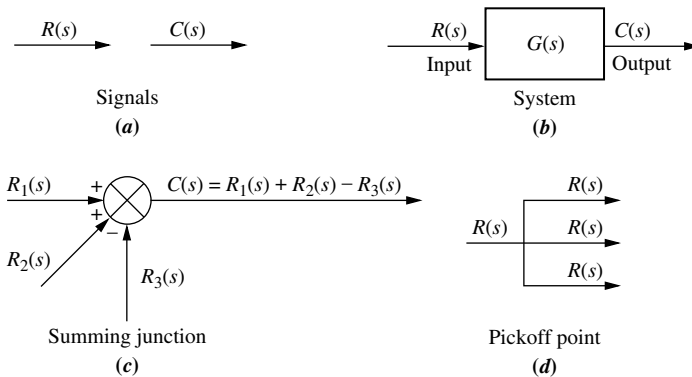 R(s)
C(s)
Signals
(a)
R(s)
Input
G(s)
C(s)
Output
System
(b)
R₁(s)
+
+
−
C(s) = R₁(s) + R₂(s) − R₃(s)
R₂(s)
R₃(s)
Summing junction
(c)
R(s)
R(s)
R(s)
R(s)
Pickoff point
(d)